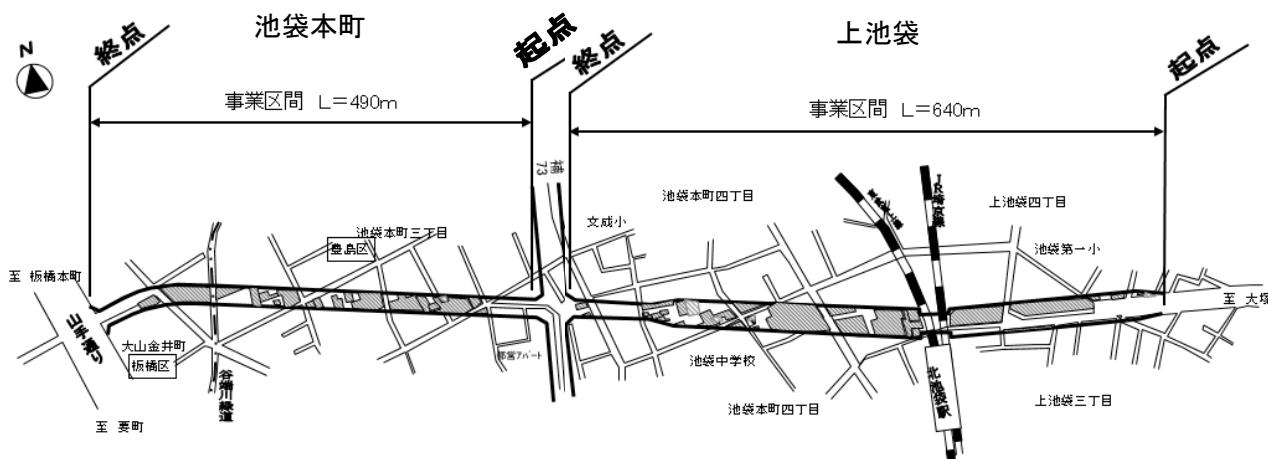 池袋本町
上池袋
N
終点
起点
終点
起点
事業区間 L=490m
事業区間 L=640m
補73
池袋本町四丁目
JR埼京線
上池袋四丁目
文成小
池袋本町三丁目
豊島区
池袋第一小
至 板橋本町
至 大塚
山手通り
大山金井町
板橋区
都営アパート
池袋中学校
谷端川緑道
北池袋駅
池袋本町四丁目
上池袋三丁目
至 要町